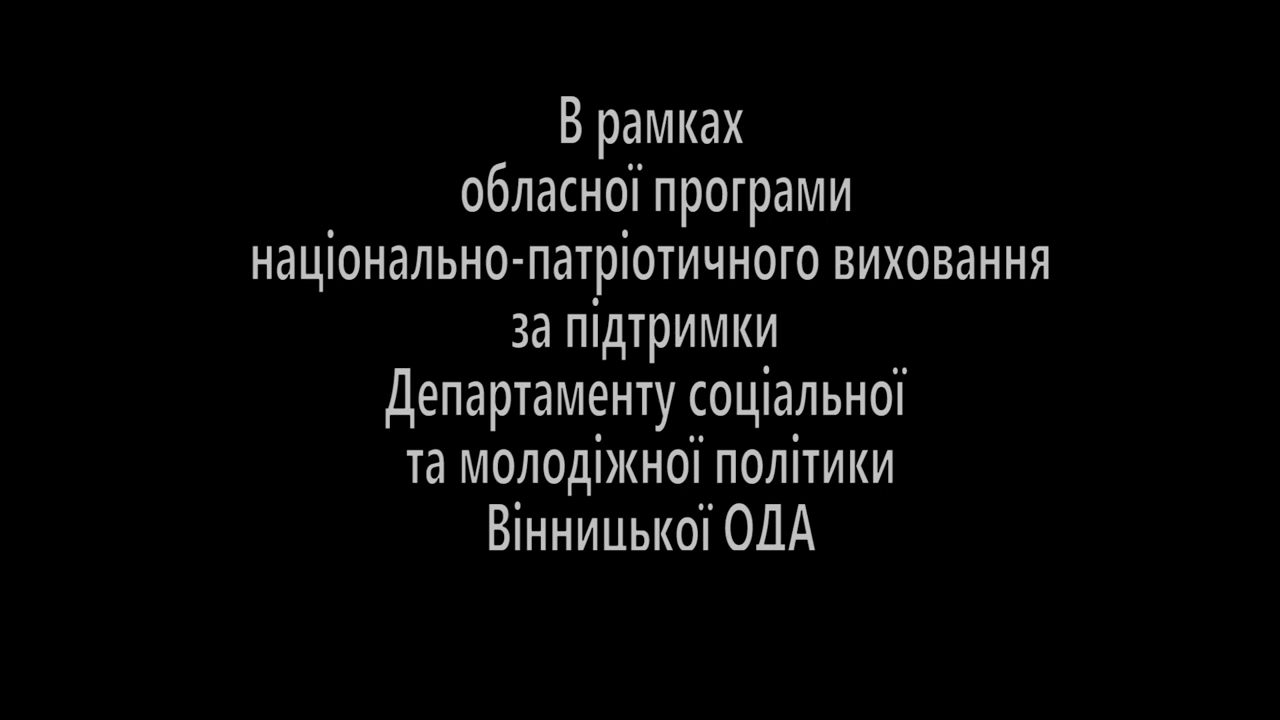 В рамках
обласної програми
національно-патріотичного виховання
за підтримки
Департаменту соціальної
та молодіжної політики
Вінницької ОДА